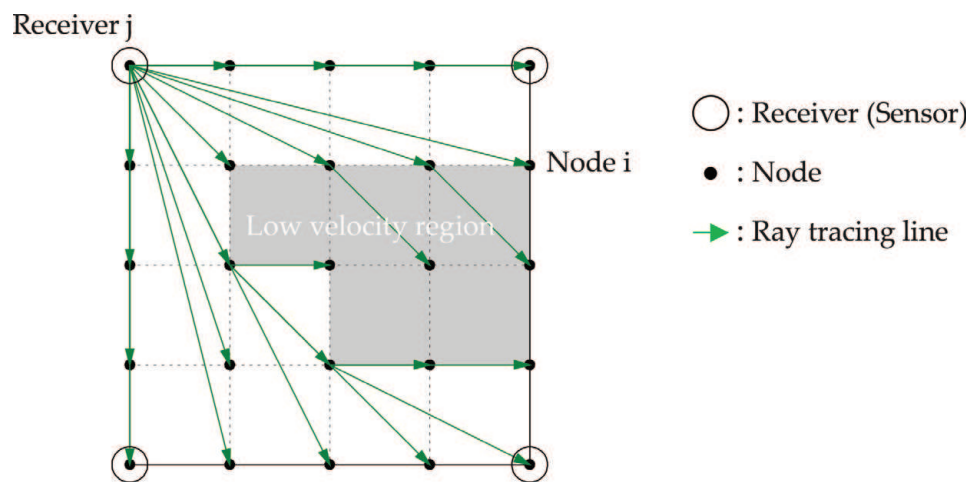 Receiver j
Node i
Low velocity region
: Receiver (Sensor)
: Node
: Ray tracing line